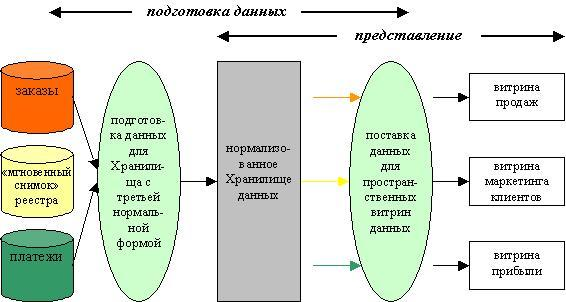 подготовка данных
представление
заказы
«мгновенный
снимок»
реестра
платежи
подготов-
ка данных
для
Хранили-
ща с
третьей
нормаль-
ной
формой
нормализо-
ванное
Хранилище
данных
поставка
данных
для
простран-
ственных
витрин
данных
витрина
продаж
витрина
маркетинга
клиентов
витрина
прибыли